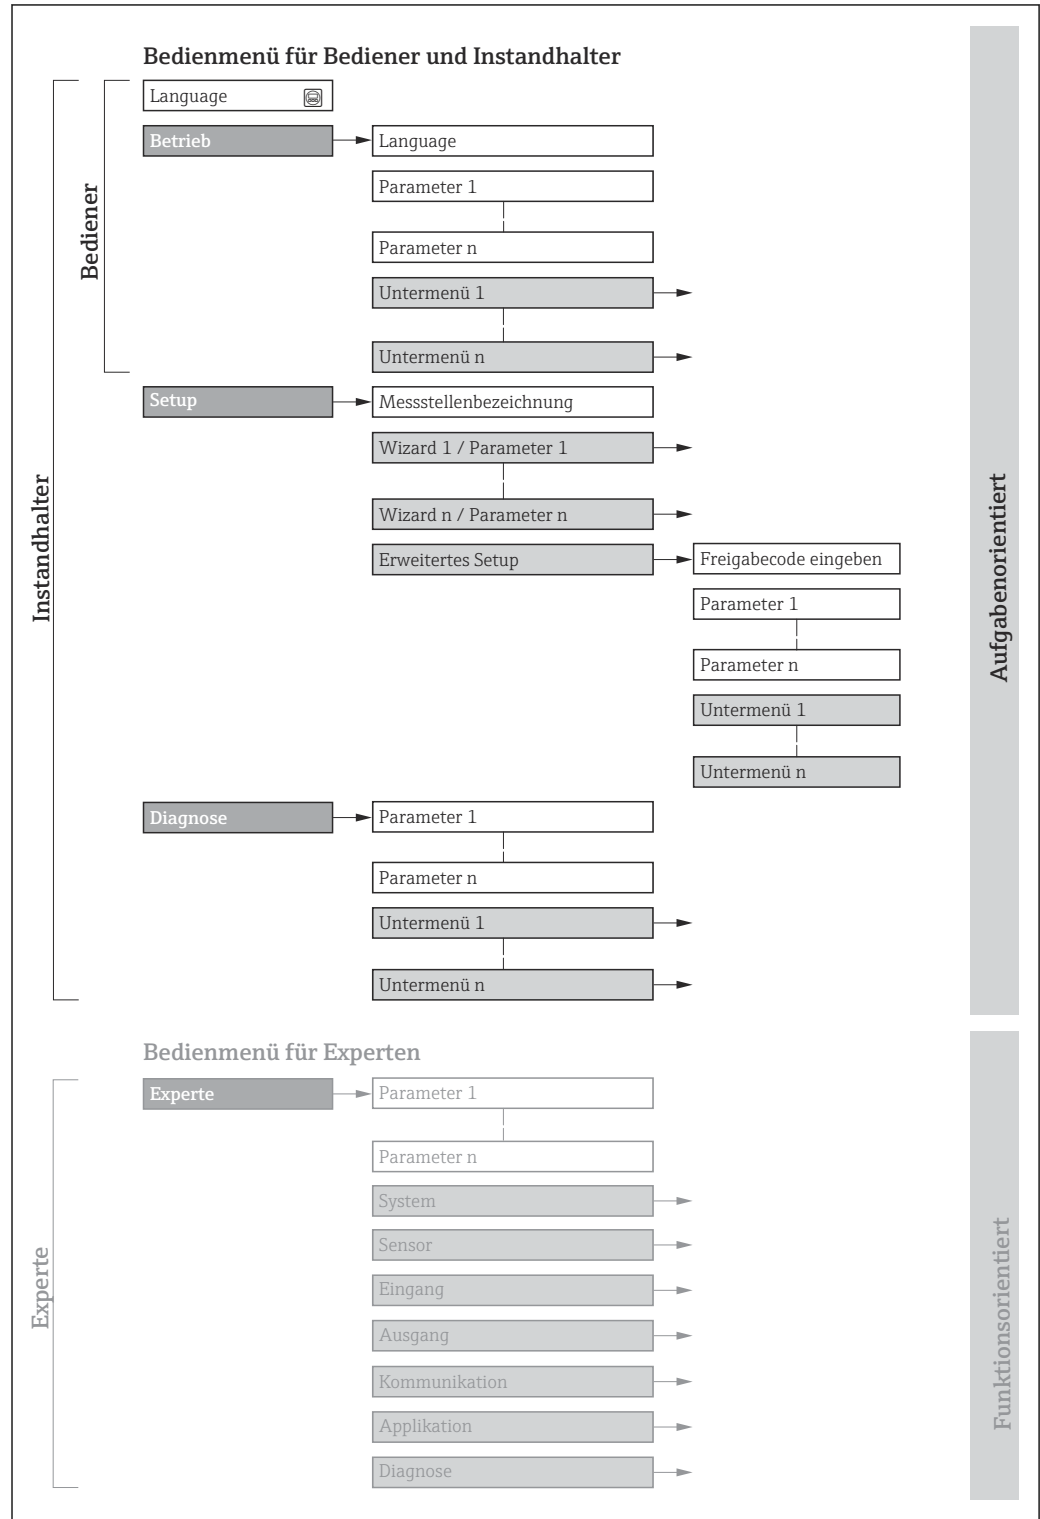 Bedienmenü für Bediener und Instandhalter
Language
Betrieb
Language
Parameter 1
Parameter n
Untermenü 1
Untermenü n
Bediener
Setup
Messstellenbezeichnung
Wizard 1 / Parameter 1
Wizard n / Parameter n
Erweitertes Setup
Freigabecode eingeben
Parameter 1
Parameter n
Untermenü 1
Untermenü n
Instandhalter
Diagnose
Parameter 1
Parameter n
Untermenü 1
Untermenü n
Aufgabenorientiert
Bedienmenü für Experten
Experte
Parameter 1
Parameter n
System
Sensor
Eingang
Ausgang
Kommunikation
Applikation
Diagnose
Experte
Funktionsorientiert